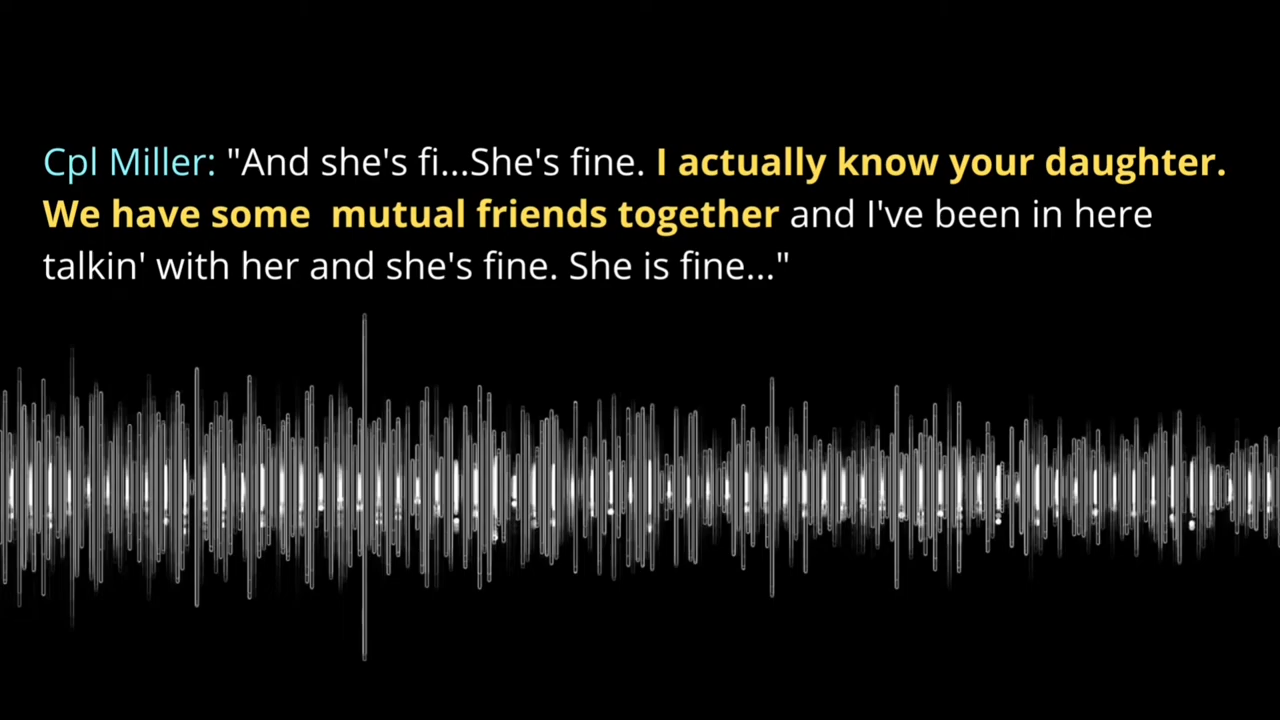 Cpl Miller: "And she's fi...She's fine. I actually know your daughter.
We have some  mutual friends together and I've been in here
talkin' with her and she's fine. She is fine..."